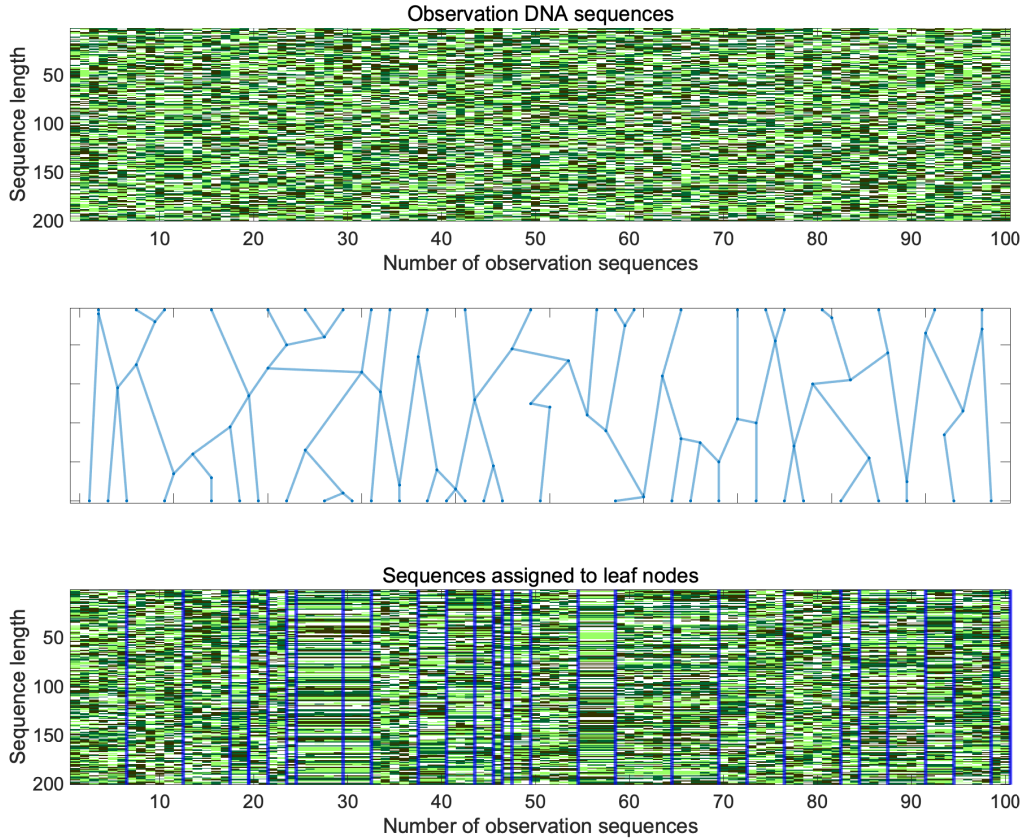 Observation DNA sequences
Sequence length
50
100
150
200
10 20 30 40 50 60 70 80 90 100
Number of observation sequences
Sequences assigned to leaf nodes
Sequence length
50
100
150
200
10 20 30 40 50 60 70 80 90 100
Number of observation sequences